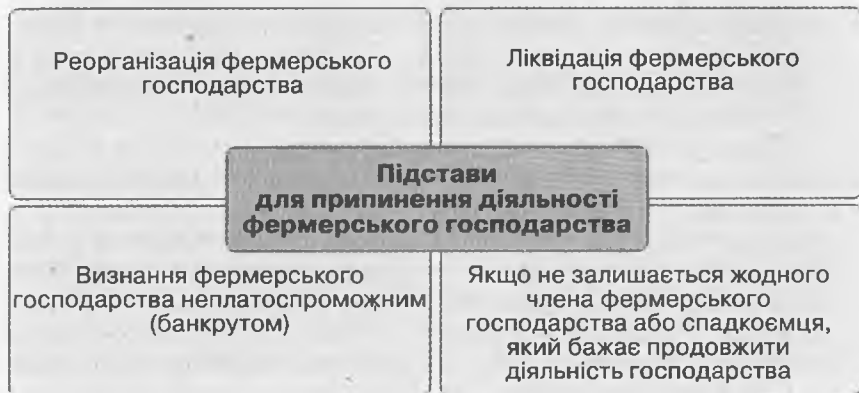 Реорганізація фермерського
господарства
Ліквідація фермерського
господарства
Підстави
для припинення діяльності
фермерського господарства
Визнання фермерського
господарства неплатоспроможним
(банкрутом)
Якщо не залишається жодного
члена фермерського
господарства або спадкоємця,
який бажає продовжити
діяльність господарства